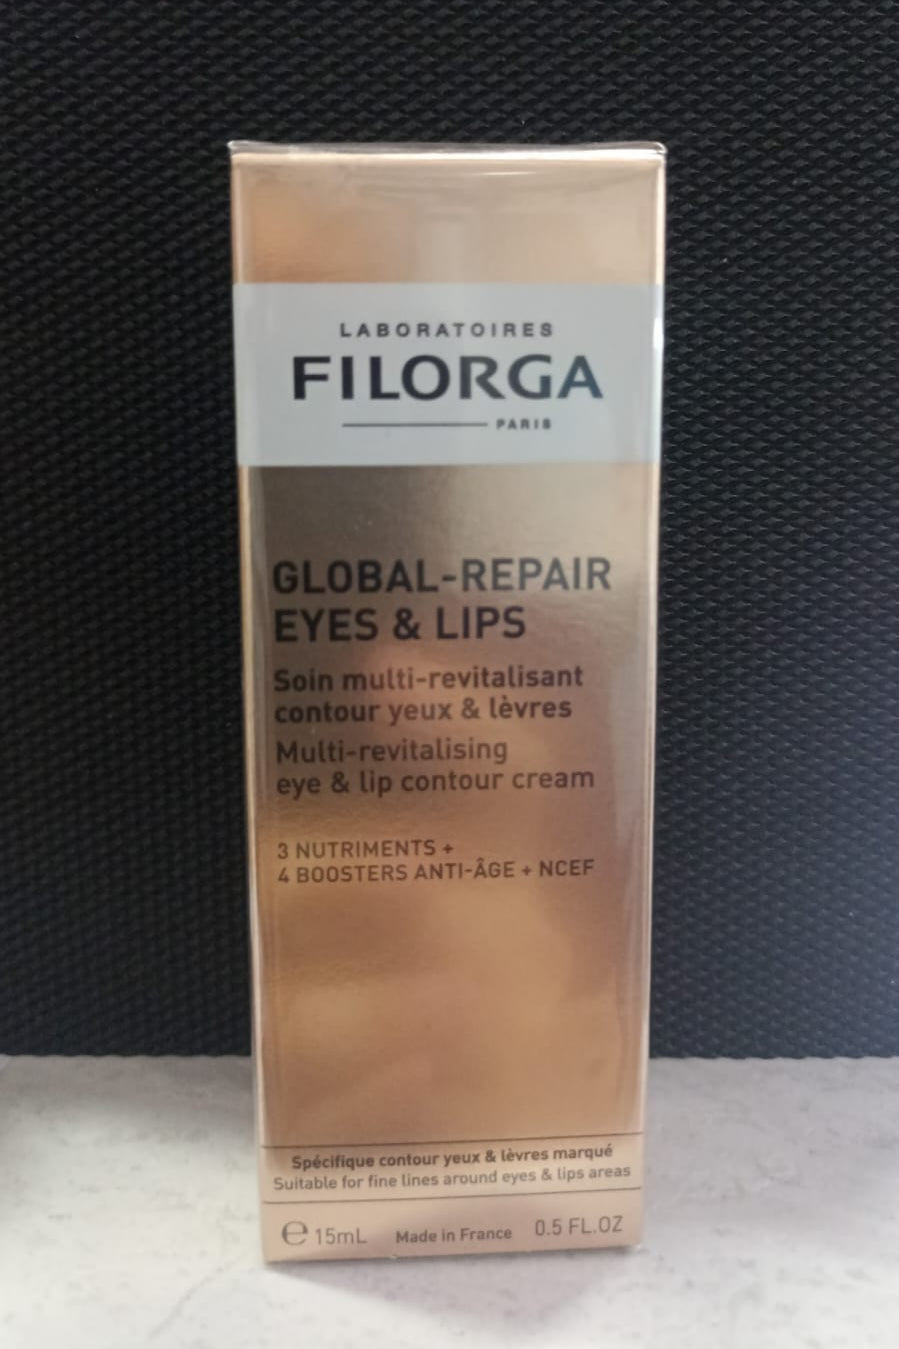 LABORATOIRES
FILORGA
PARIS
GLOBAL-REPAIR
EYES & LIPS
Soin multi-revitalisant
contour yeux & lèvres
Multi-revitalising
eye & lip contour cream
3 NUTRIMENTS +
4 BOOSTERS ANTI-ÂGE + NCEF
Spécifique contour yeux & lèvres marqué
Suitable for fine lines around eyes & lips areas
℮ 15mL Made in France 0.5 FL.OZ